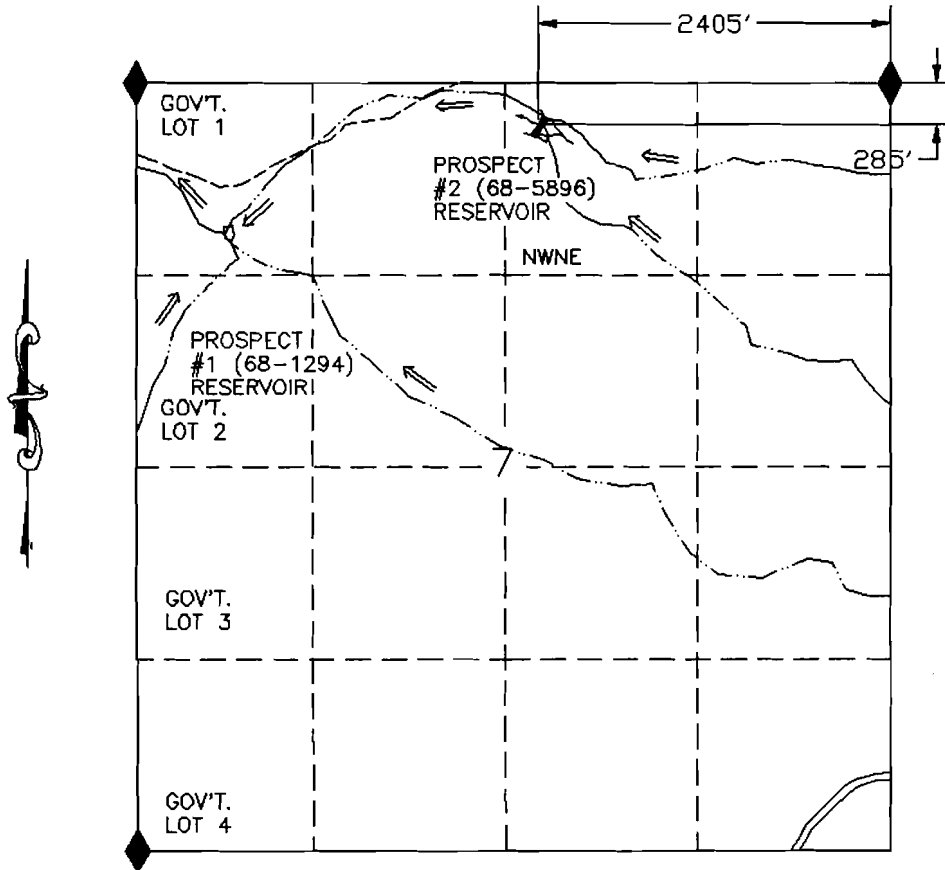 2405'
GOV'T.
LOT 1
285'
PROSPECT
#2 (68-5896)
RESERVOIR
NWNE
PROSPECT
#1 (68-1294)
RESERVOIR
GOV'T.
LOT 2
7
GOV'T.
LOT 3
GOV'T.
LOT 4